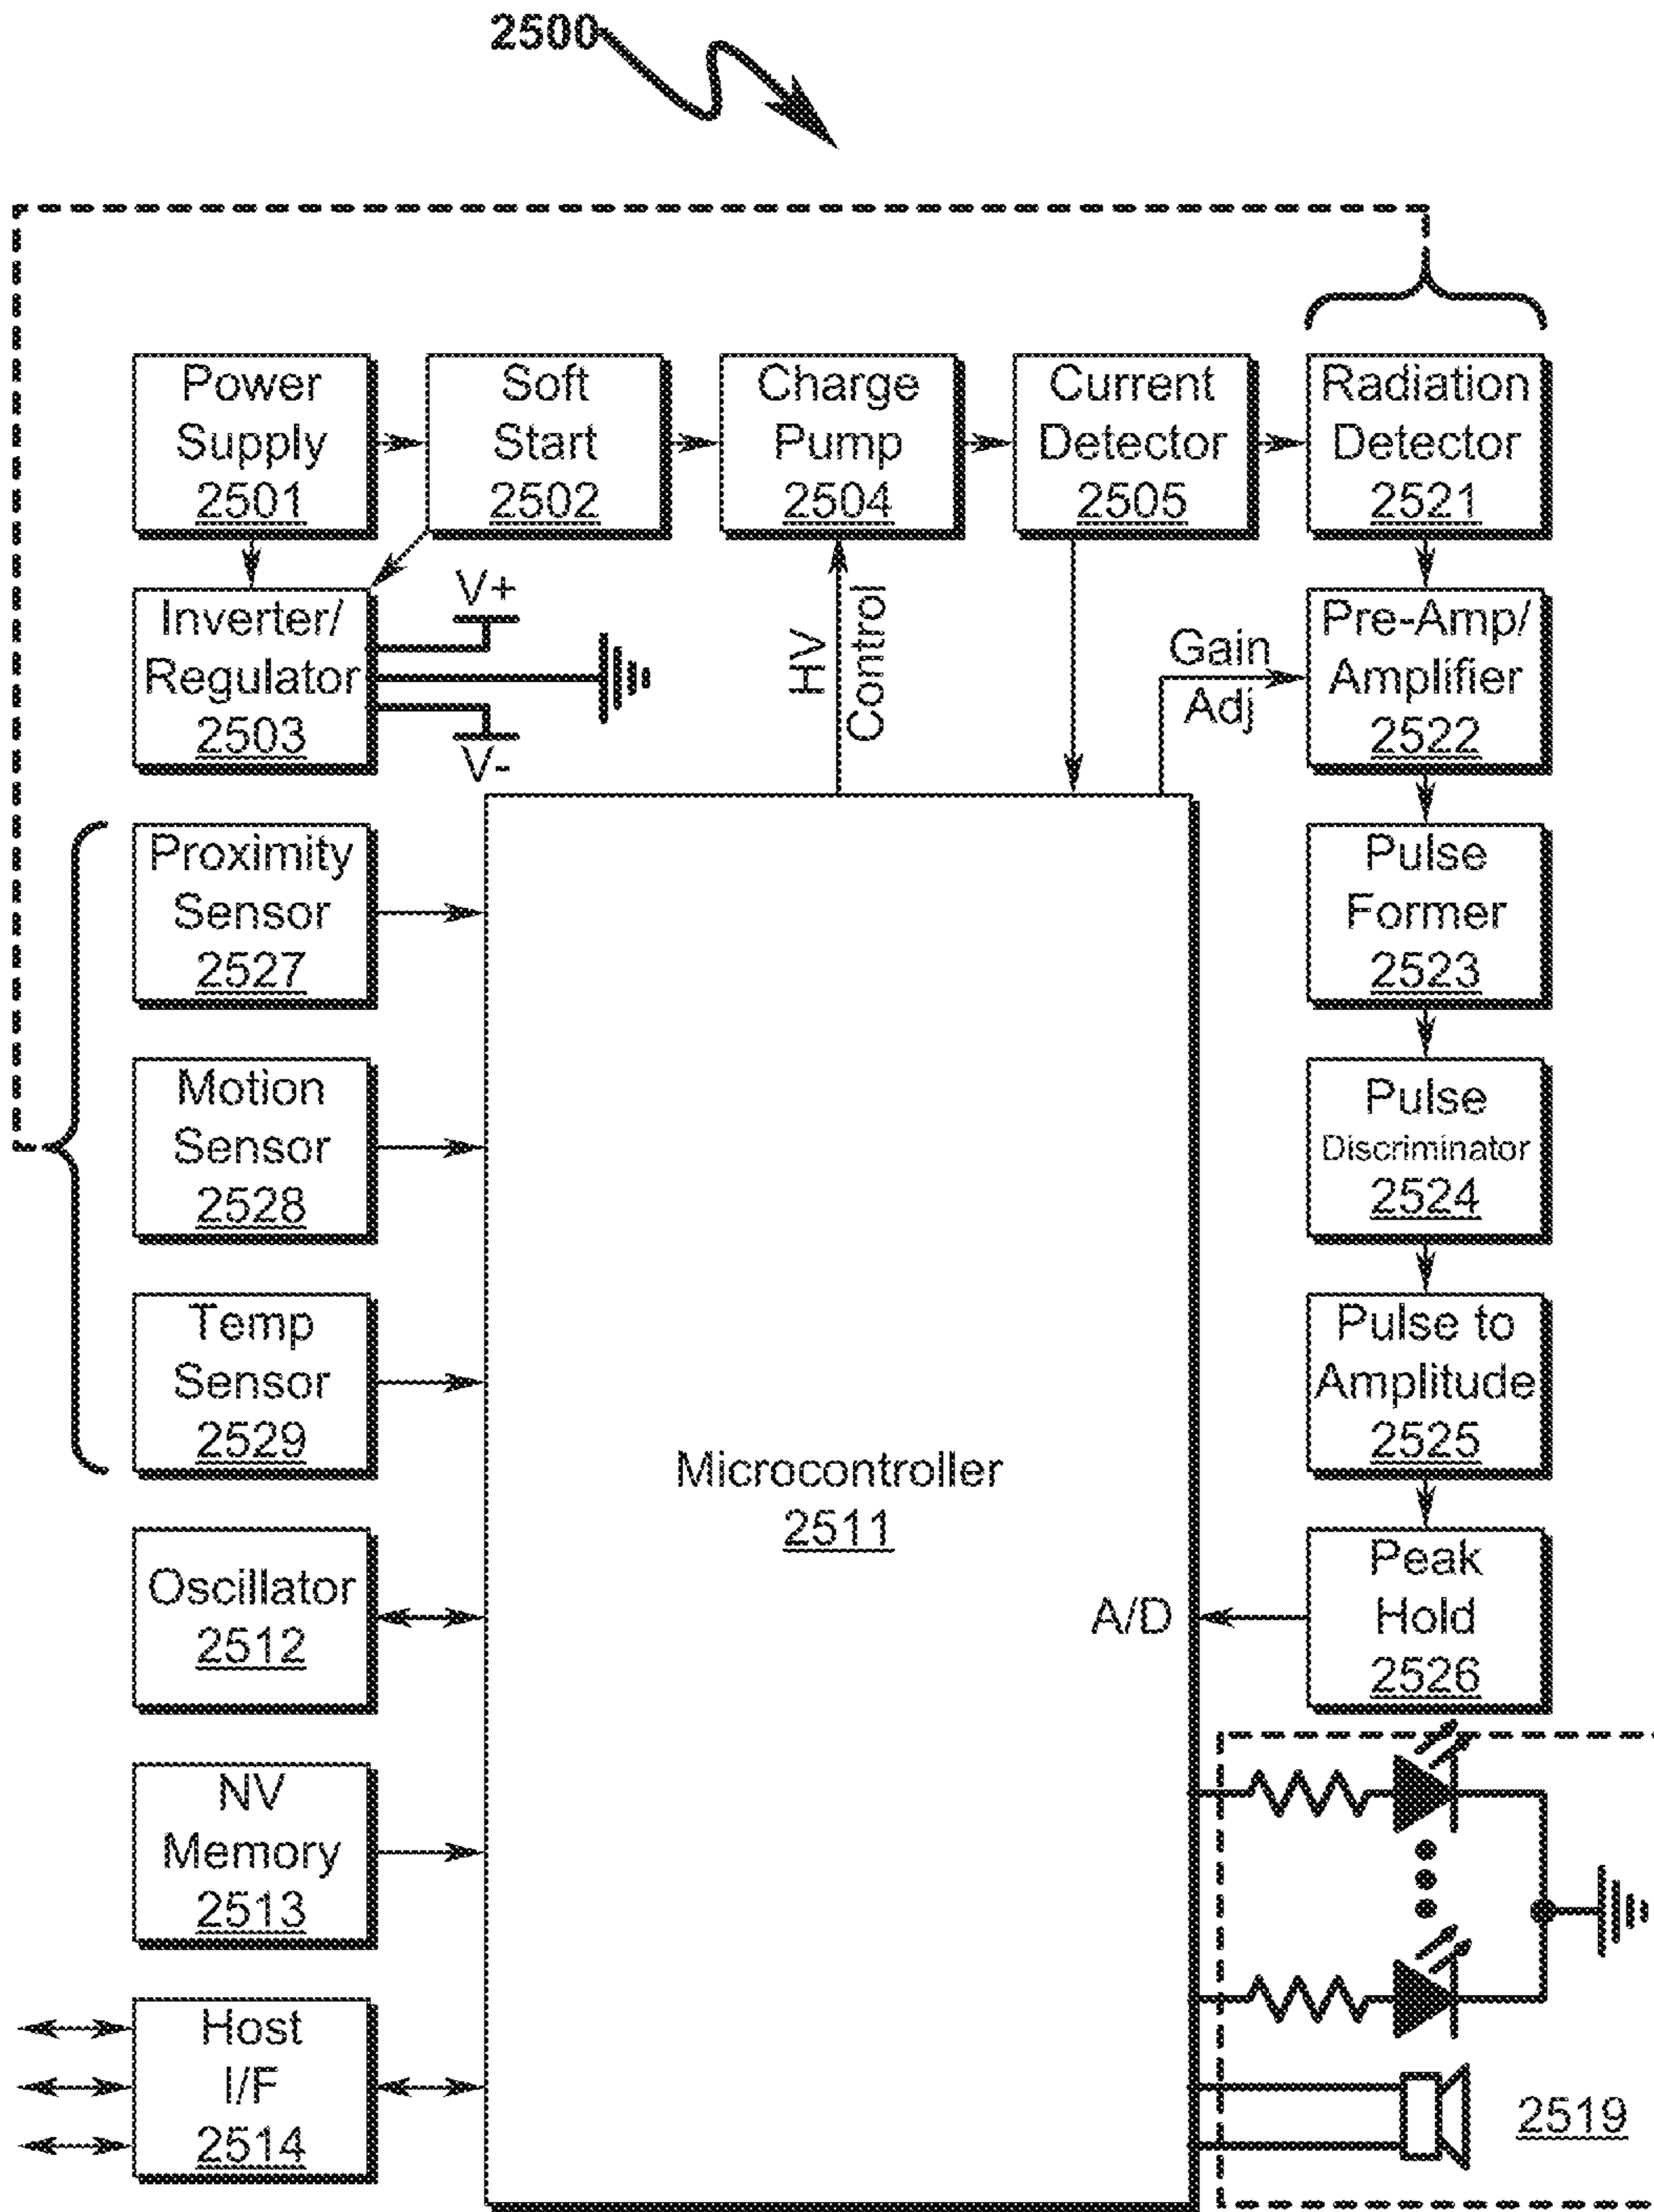 2500
Power
Supply
2501
Soft
Start
2502
Charge
Pump
2504
Current
Detector
2505
Radiation
Detector
2521
Inverter/
Regulator
2503
V+
V-
HV
Control
Gain
Adj
Pre-Amp/
Amplifier
2522
Proximity
Sensor
2527
Pulse
Former
2523
Motion
Sensor
2528
Pulse
Discriminator
2524
Temp
Sensor
2529
Pulse to
Amplitude
2525
Microcontroller
2511
Oscillator
2512
A/D
Peak
Hold
2526
NV
Memory
2513
Host
I/F
2514
2519